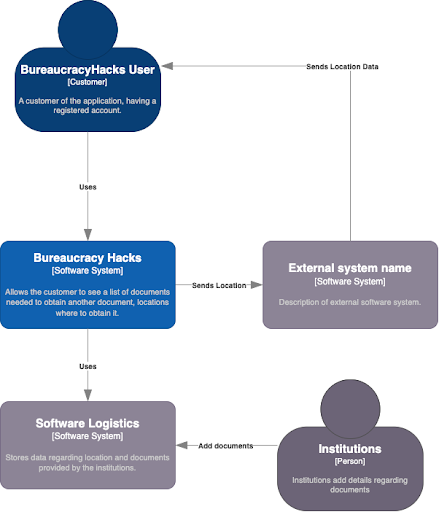 BureaucracyHacks User
[Customer]
A customer of the application, having a
registered account.
Sends Location Data
Uses
Bureaucracy Hacks
[Software System]
Allows the customer to see a list of documents
needed to obtain another document, locations
where to obtain it.
Sends Location
External system name
[Software System]
Description of external software system.
Uses
Software Logistics
[Software System]
Stores data regarding location and documents
provided by the institutions.
Add documents
Institutions
[Person]
Institutions add details regarding
documents